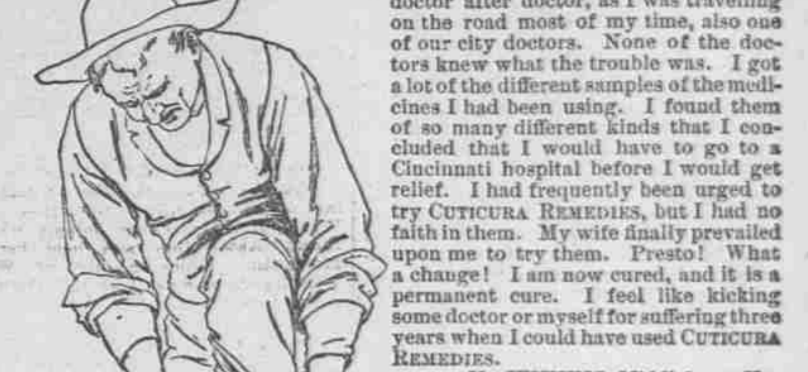 doctor after doctor, as I was travelling
on the road most of my time, also one
of our city doctors. None of the doc-
tors knew what the trouble was. I got
a lot of the different samples of the medi-
cines I had been using. I found them
of so many different kinds that I con-
cluded that I would have to go to a
Cincinnati hospital before I would get
relief. I had frequently been urged to
try CUTICURA REMEDIES, but I had no
faith in them. My wife finally prevailed
upon me to try them. Presto! What
a change! I am now cured, and it is a
permanent cure. I feel like kicking
some doctor or myself for suffering three
years when I could have used CUTICURA
REMEDIES.